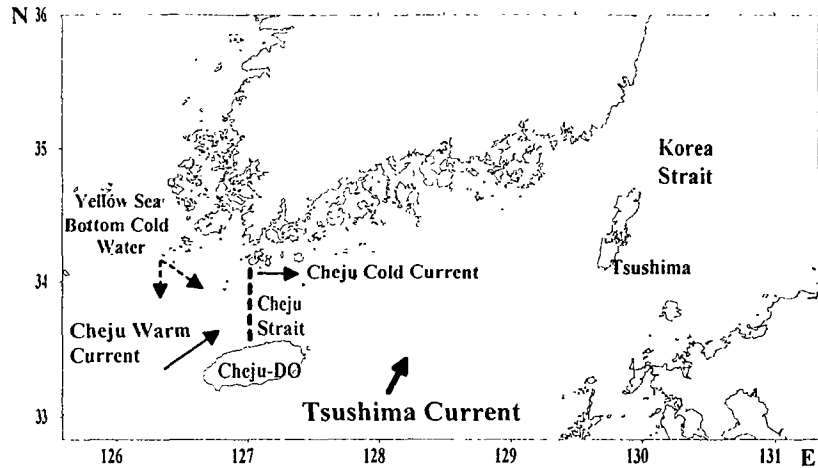 N 36
35
34
33
Korea
Strait
Yellow Sea
Bottom Cold
Water
Tsushima
Cheju Cold Current
Cheju
Strait
Cheju Warm
Current
Cheju-DO
Tsushima Current
126 127 128 129 130 131 E